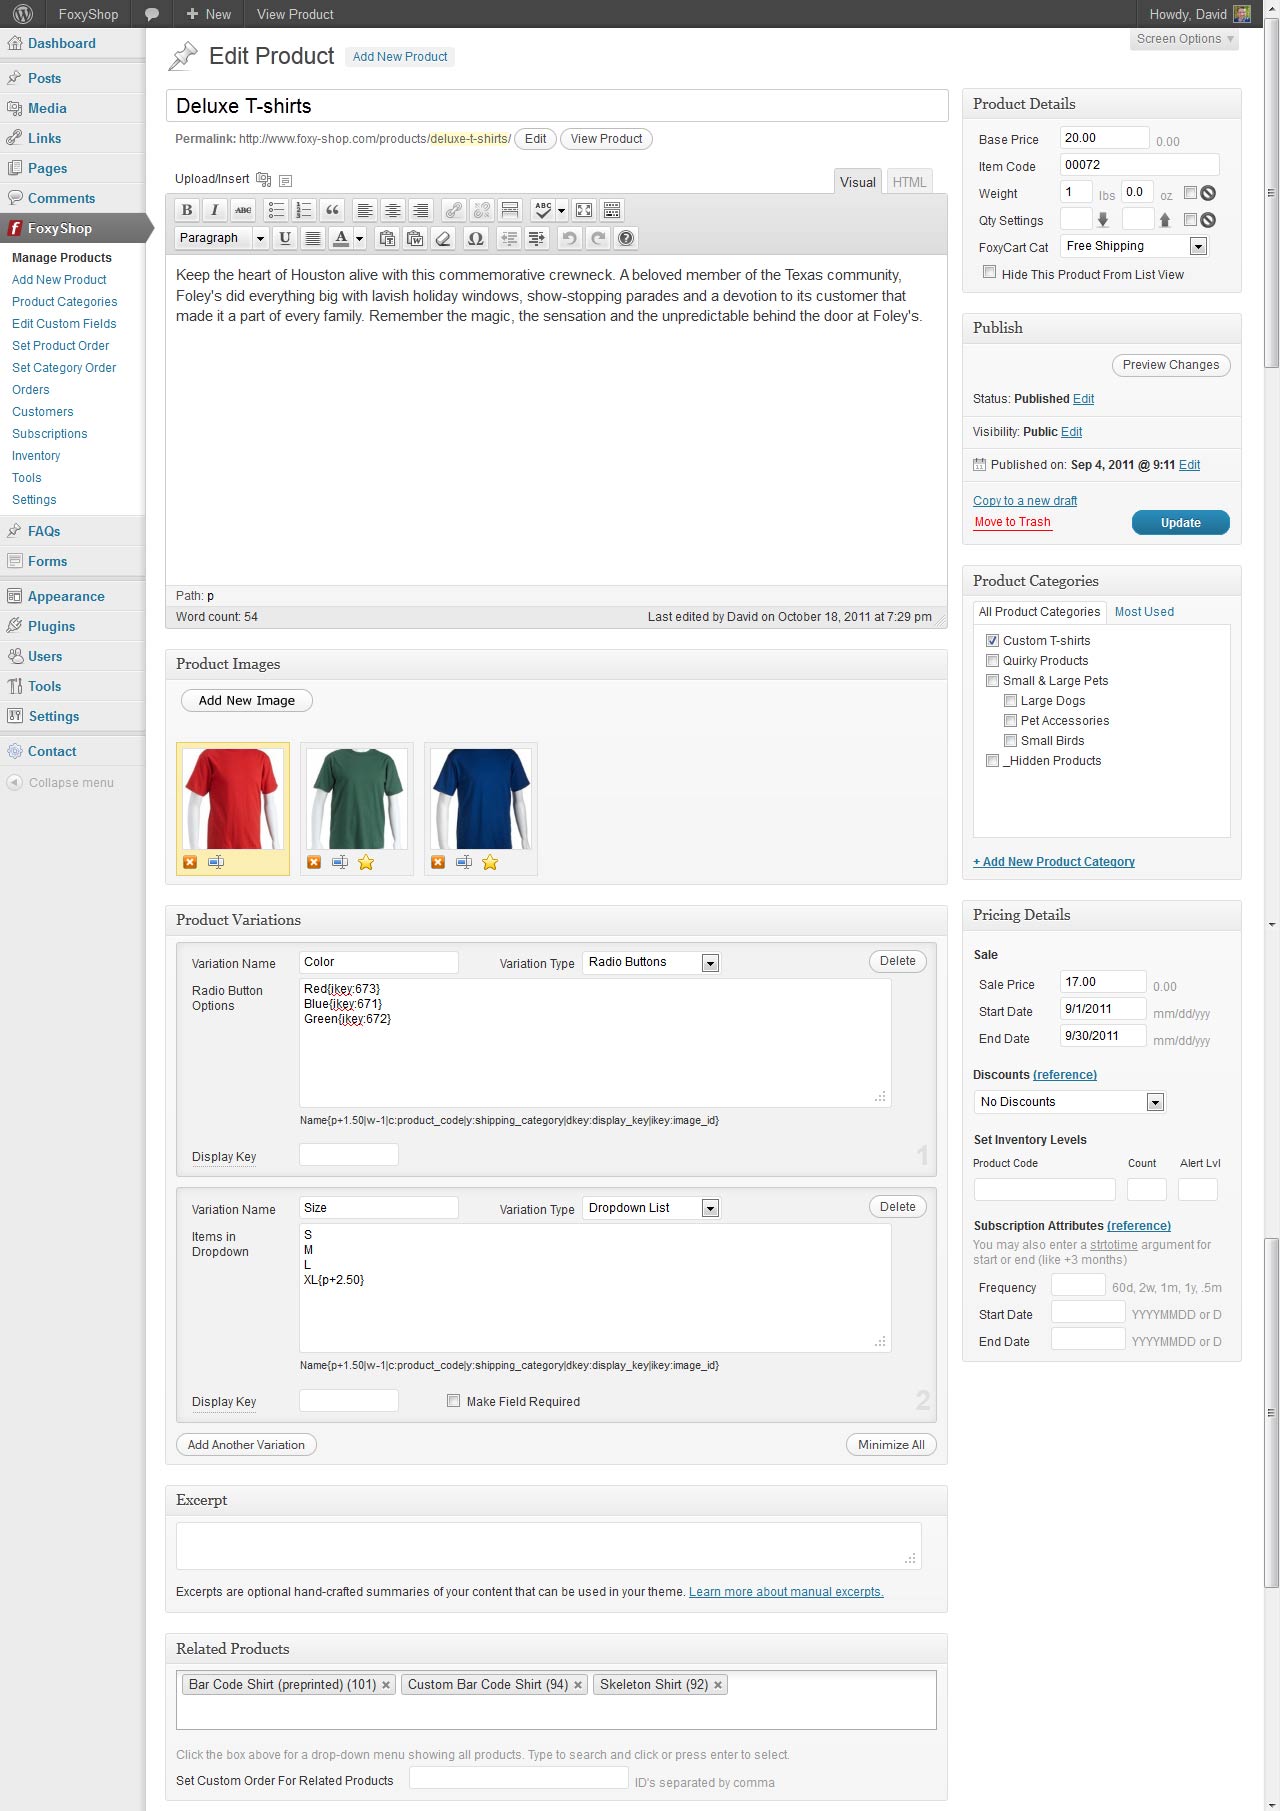 FoxyShop
New
View Product
Howdy, David
Dashboard
Posts
Media
Links
Pages
Comments
FoxyShop
Manage Products
Add New Product
Product Categories
Edit Custom Fields
Set Product Order
Set Category Order
Orders
Customers
Subscriptions
Inventory
Tools
Settings
FAQs
Forms
Appearance
Plugins
Users
Tools
Settings
Contact
Collapse menu
Screen Options
Edit Product
Add New Product
Deluxe T-shirts
Permalink: http://www.foxy-shop.com/products/deluxe-t-shirts/ Edit View Product
Upload/Insert
Visual HTML
B I ABC ABC
Paragraph U A Ω
Keep the heart of Houston alive with this commemorative crewneck. A beloved member of the Texas community,
Foley's did everything big with lavish holiday windows, show-stopping parades and a devotion to its customer that
made it a part of every family. Remember the magic, the sensation and the unpredictable behind the door at Foley's.
Path: p
Word count: 54 Last edited by David on October 18, 2011 at 7:29 pm
Product Images
Add New Image
Product Variations
Variation Name Color Variation Type Radio Buttons Delete
Radio Button
Options
Red{ikey:673}
Blue{ikey:671}
Green{ikey:672}
Name{p+1.50|w-1|c:product_code|y:shipping_category|dkey:display_key|ikey:image_id}
Display Key 1
Variation Name Size Variation Type Dropdown List Delete
Items in
Dropdown
S
M
L
XL{p+2.50}
Name{p+1.50|w-1|c:product_code|y:shipping_category|dkey:display_key|ikey:image_id}
Display Key Make Field Required 2
Add Another Variation Minimize All
Excerpt
Excerpts are optional hand-crafted summaries of your content that can be used in your theme. Learn more about manual excerpts.
Related Products
Bar Code Shirt (preprinted) (101) Custom Bar Code Shirt (94) Skeleton Shirt (92)
Click the box above for a drop-down menu showing all products. Type to search and click or press enter to select.
Set Custom Order For Related Products ID's separated by comma
Product Details
Base Price 20.00 0.00
Item Code 00072
Weight 1 lbs 0.0 oz
Qty Settings
FoxyCart Cat Free Shipping
Hide This Product From List View
Publish
Preview Changes
Status: Published Edit
Visibility: Public Edit
Published on: Sep 4, 2011 @ 9:11 Edit
Copy to a new draft
Move to Trash
Update
Product Categories
All Product Categories Most Used
Custom T-shirts
Quirky Products
Small & Large Pets
Large Dogs
Pet Accessories
Small Birds
_Hidden Products
+ Add New Product Category
Pricing Details
Sale
Sale Price 17.00 0.00
Start Date 9/1/2011 mm/dd/yyy
End Date 9/30/2011 mm/dd/yyy
Discounts (reference)
No Discounts
Set Inventory Levels
Product Code Count Alert Lvl
Subscription Attributes (reference)
You may also enter a strtotime argument for
start or end (like +3 months)
Frequency 60d, 2w, 1m, 1y, .5m
Start Date YYYYMMDD or D
End Date YYYYMMDD or D